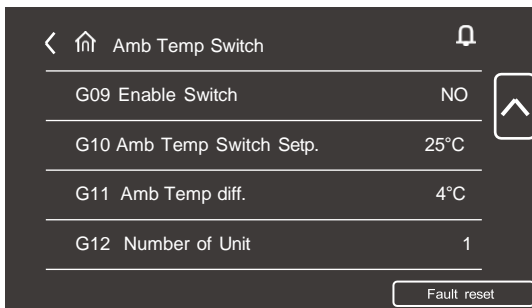 Amb Temp Switch
G09 Enable Switch NO
G10 Amb Temp Switch Setp. 25°C
G11 Amb Temp diff. 4°C
G12 Number of Unit 1
Fault reset